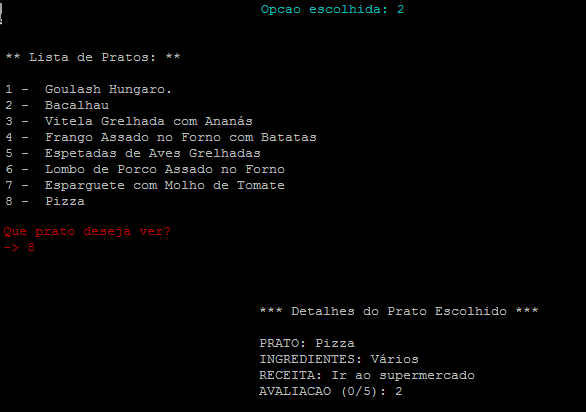 Opcao escolhida: 2
** Lista de Pratos: **
1 - Goulash Hungaro.
2 - Bacalhau
3 - Vitela Grelhada com Ananás
4 - Frango Assado no Forno com Batatas
5 - Espetadas de Aves Grelhadas
6 - Lombo de Porco Assado no Forno
7 - Esparguete com Molho de Tomate
8 - Pizza
Que prato deseja ver?
-> 8
*** Detalhes do Prato Escolhido ***
PRATO: Pizza
INGREDIENTES: Vários
RECEITA: Ir ao supermercado
AVALIACAO (0/5): 2